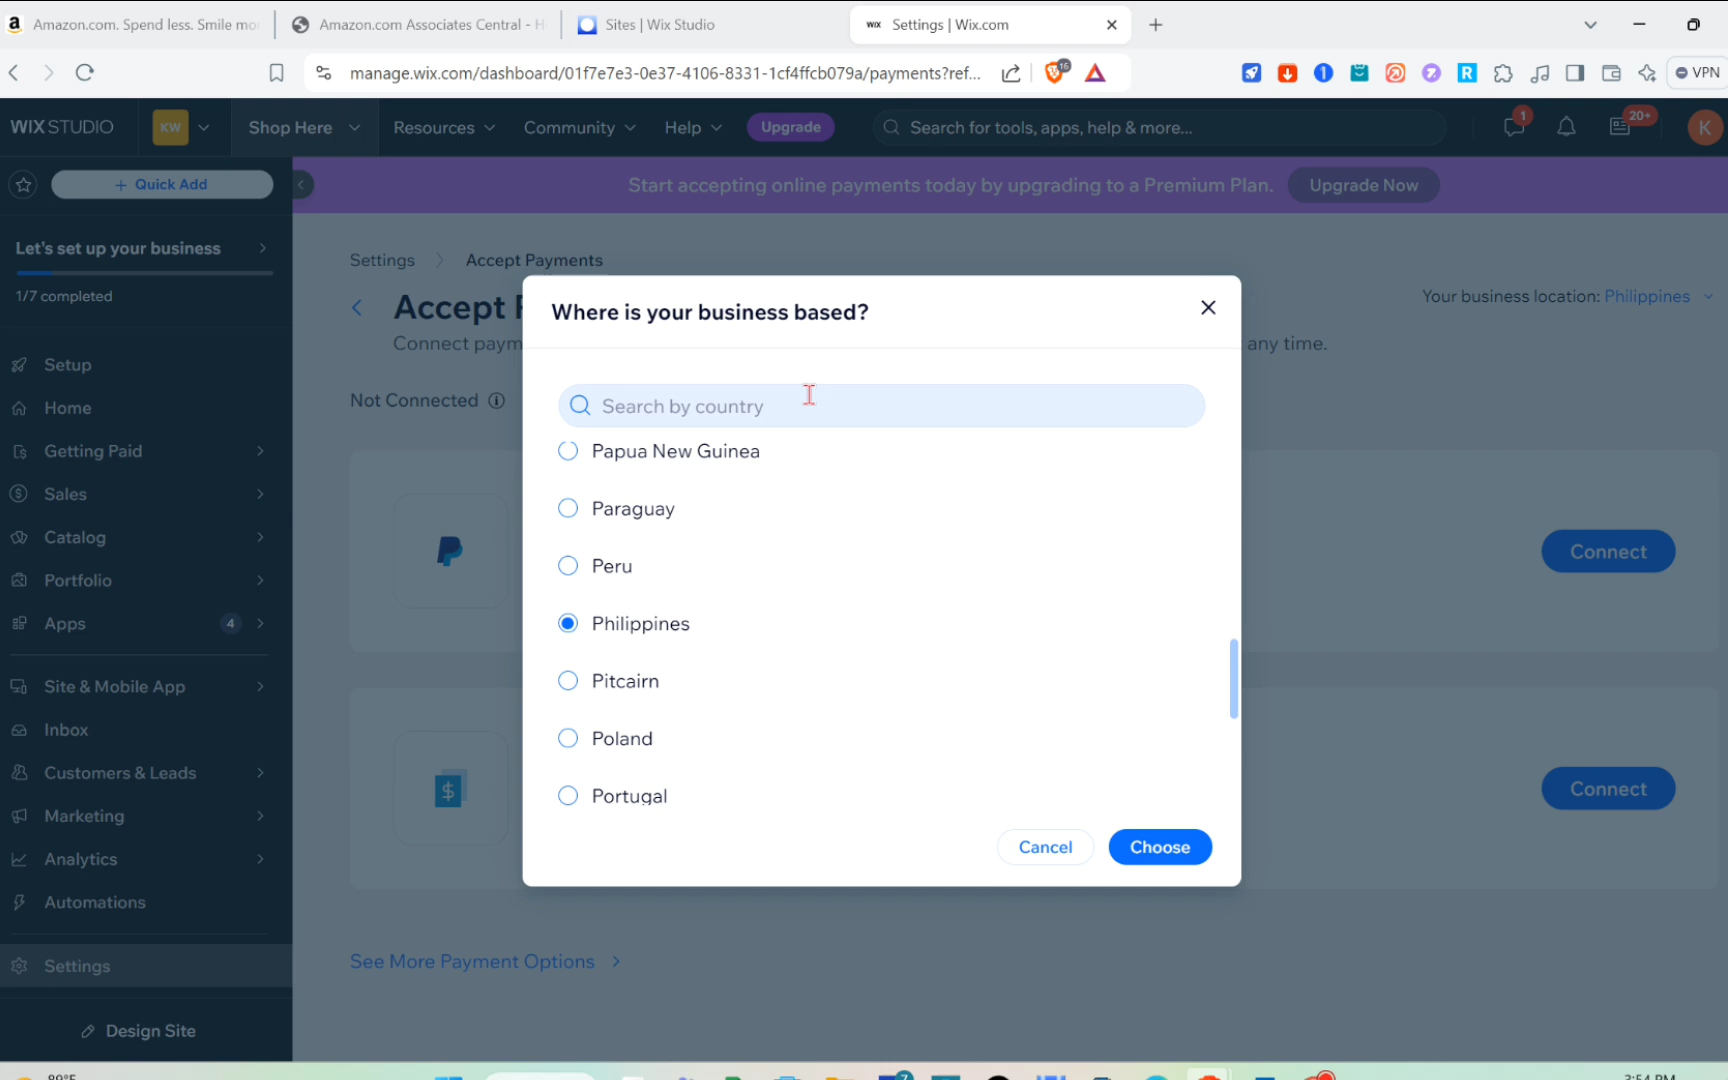 Amazon.com. Spend less. Smile mo
Amazon.com Associates Central - H
Sites | Wix Studio
WIX Settings | Wix.com
manage.wix.com/dashboard/01f7e7e3-0e37-4106-8331-1cf4ffcb079a/payments?ref...
16
VPN
WIX STUDIO
KW
Shop Here
Resources
Community
Help
Upgrade
Search for tools, apps, help & more...
1
20+
K
+ Quick Add
Start accepting online payments today by upgrading to a Premium Plan.
Upgrade Now
Let's set up your business
1/7 completed
Settings > Accept Payments
Accept P
Your business location: Philippines
Connect paym
any time.
Not Connected
Where is your business based?
Search by country
Papua New Guinea
Paraguay
Peru
Philippines
Pitcairn
Poland
Portugal
Cancel
Choose
Connect
Connect
See More Payment Options >
Setup
Home
Getting Paid
Sales
Catalog
Portfolio
Apps 4
Site & Mobile App
Inbox
Customers & Leads
Marketing
Analytics
Automations
Settings
Design Site